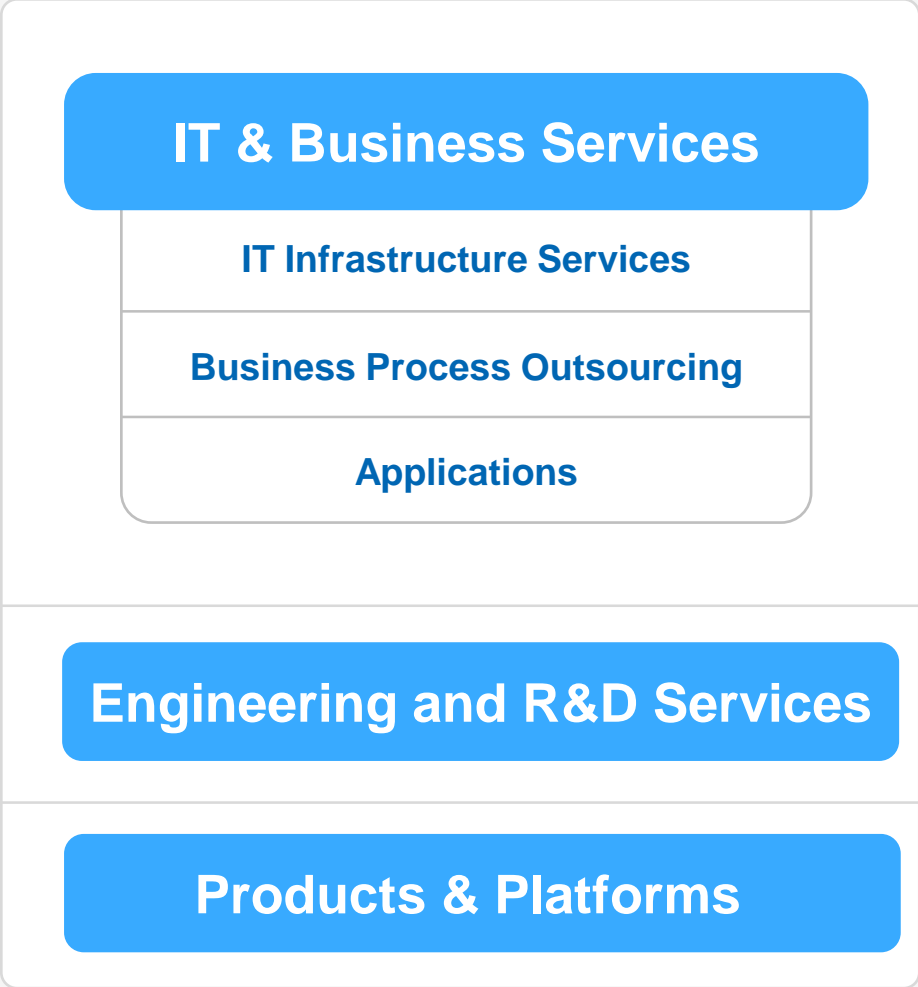 IT & Business Services
IT Infrastructure Services
Business Process Outsourcing
Applications
Engineering and R&D Services
Products & Platforms